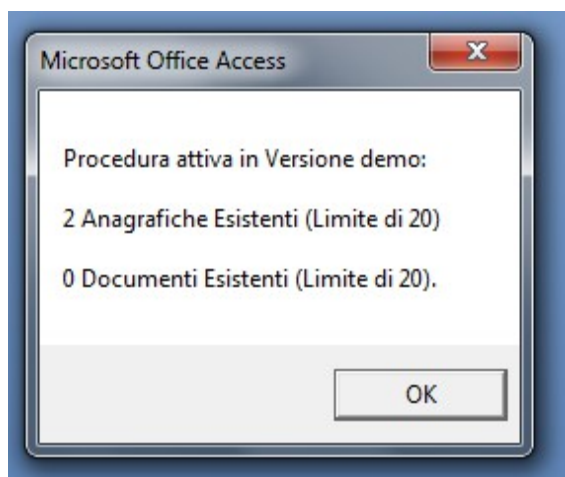 Microsoft Office Access
Procedura attiva in Versione demo:
2 Anagrafiche Esistenti (Limite di 20)
0 Documenti Esistenti (Limite di 20).
OK